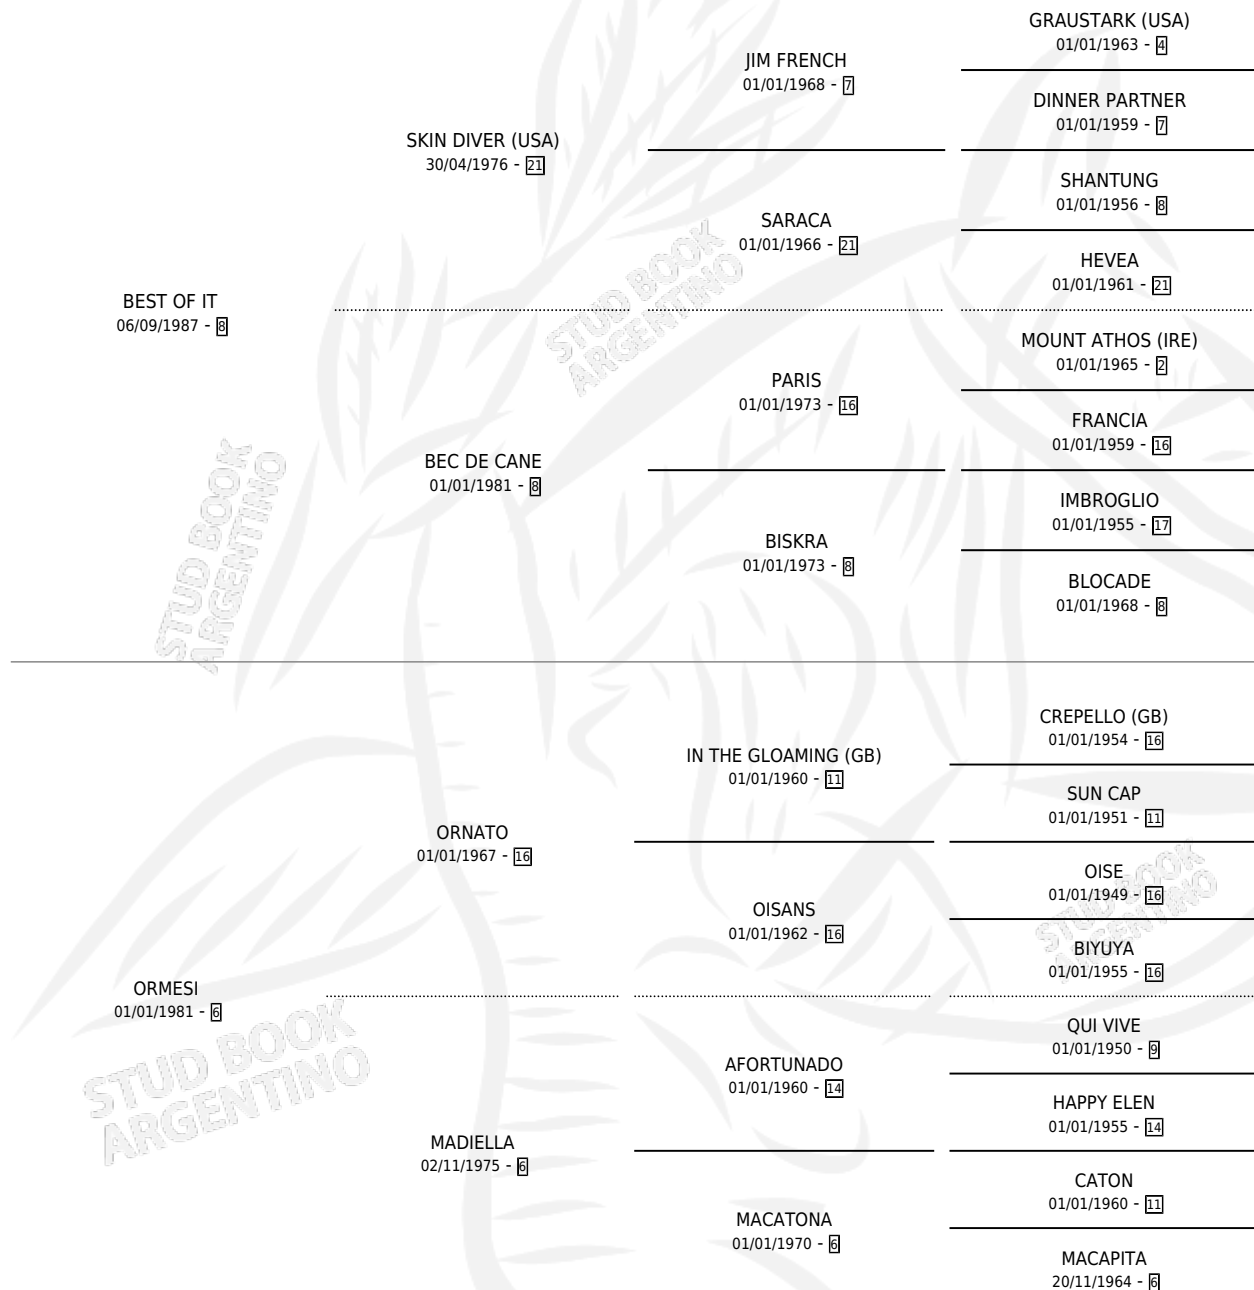 GRAUSTARK (USA)
01/01/1963 - 4
JIM FRENCH
01/01/1968 - 7
DINNER PARTNER
01/01/1959 - 7
SKIN DIVER (USA)
30/04/1976 - 21
SHANTUNG
01/01/1956 - 8
SARACA
01/01/1966 - 21
HEVEA
01/01/1961 - 21
BEST OF IT
06/09/1987 - 8
MOUNT ATHOS (IRE)
01/01/1965 - 2
PARIS
01/01/1973 - 16
FRANCIA
01/01/1959 - 16
BEC DE CANE
01/01/1981 - 8
IMBROGLIO
01/01/1955 - 17
BISKRA
01/01/1973 - 8
BLOCADE
01/01/1968 - 8
STUD BOOK
ARGENTINO
STUD BOOK
ARGENTINO
CREPELLO (GB)
01/01/1954 - 16
IN THE GLOAMING (GB)
01/01/1960 - 11
SUN CAP
01/01/1951 - 11
ORNATO
01/01/1967 - 16
OISE
01/01/1949 - 16
OISANS
01/01/1962 - 16
BIYUYA
01/01/1955 - 16
ORMESI
01/01/1981 - 6
QUI VIVE
01/01/1950 - 9
AFORTUNADO
01/01/1960 - 14
HAPPY ELEN
01/01/1955 - 14
MADIELLA
02/11/1975 - 6
CATON
01/01/1960 - 11
MACATONA
01/01/1970 - 6
MACAPITA
20/11/1964 - 6
STUD BOOK
ARGENTINO
STUD BOOK
ARGENTINO